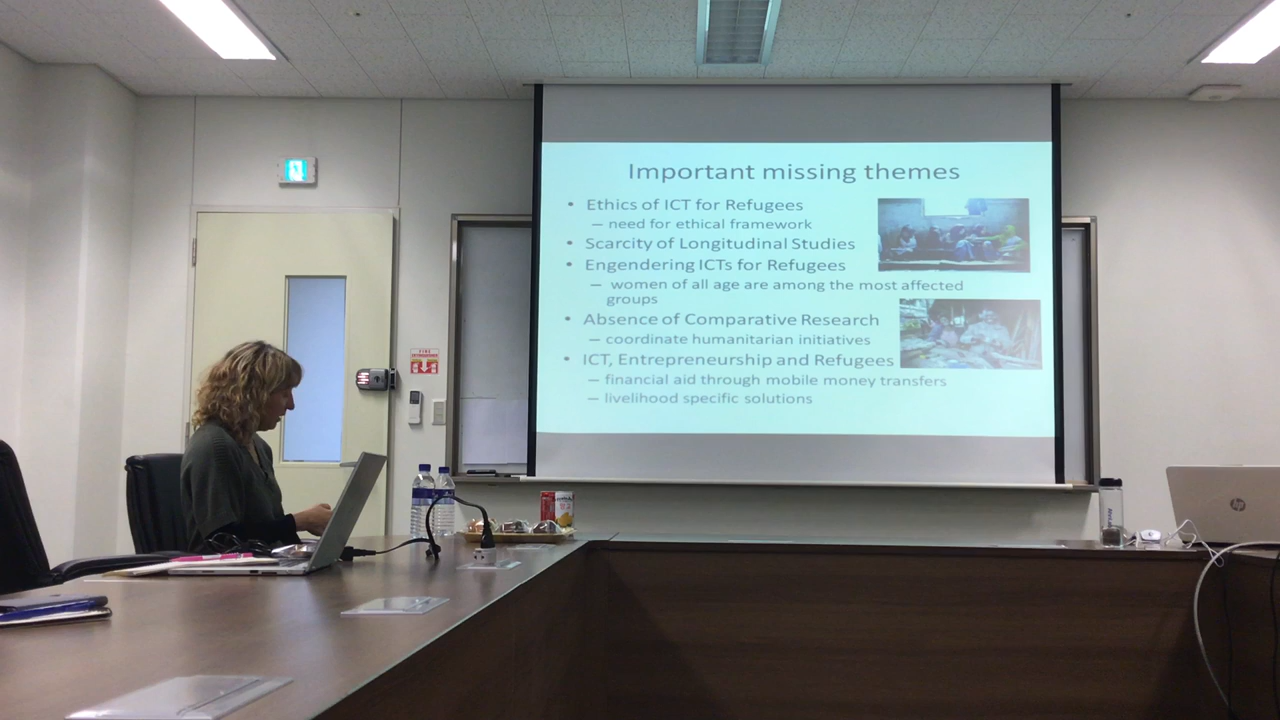 Important missing themes
• Ethics of ICT for Refugees
– need for ethical framework
• Scarcity of Longitudinal Studies
• Engendering ICTs for Refugees
– women of all age are among the most affected
groups
• Absence of Comparative Research
– coordinate humanitarian initiatives
• ICT, Entrepreneurship and Refugees
– financial aid through mobile money transfers
– livelihood specific solutions
FIRE
hp